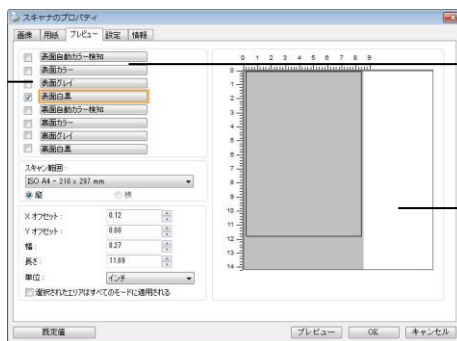 スキャナのプロパティ
画像 用紙 プレビュー 設定 情報
表面自動カラー検知
表面カラー
表面グレイ
表面白黒
裏面自動カラー検知
裏面カラー
裏面グレイ
裏面白黒
スキャン範囲:
ISO A4 - 210 x 297 mm
縦 横
X オフセット: 0.12
Y オフセット: 0.00
幅: 8.27
長さ: 11.69
単位: インチ
選択されたエリアはすべてのモードに適用される
0 1 2 3 4 5 6 7 8 9
0
1
2
3
4
5
6
7
8
9
10
11
12
13
14
既定値 プレビュー OK キャンセル